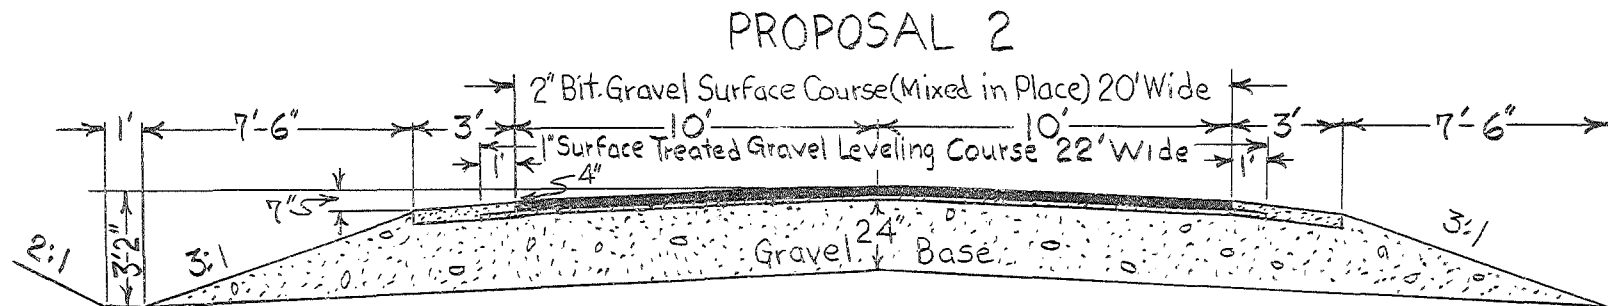 PROPOSAL 2
2" Bit. Gravel Surface Course (Mixed in Place) 20' Wide
1' 7'-6" 3' 10' 10' 3' 7'-6"
1' 1" Surface Treated Gravel Leveling Course 22' Wide 1'
4"
7"
2:1 3'-2" 3:1 Gravel 24" Base 3:1